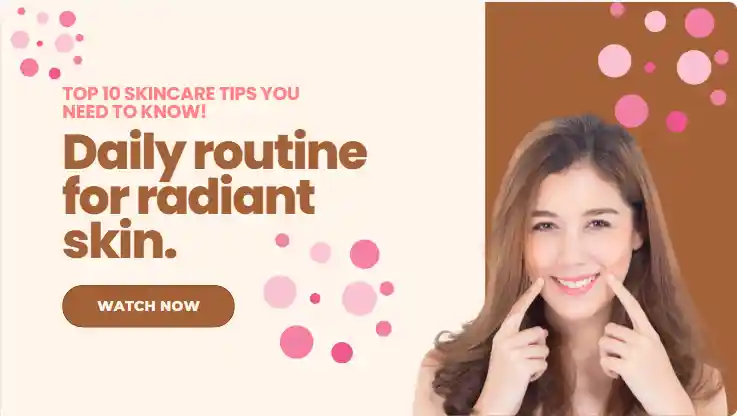 TOP 10 SKINCARE TIPS YOU
NEED TO KNOW!
Daily routine
for radiant
skin.
WATCH NOW